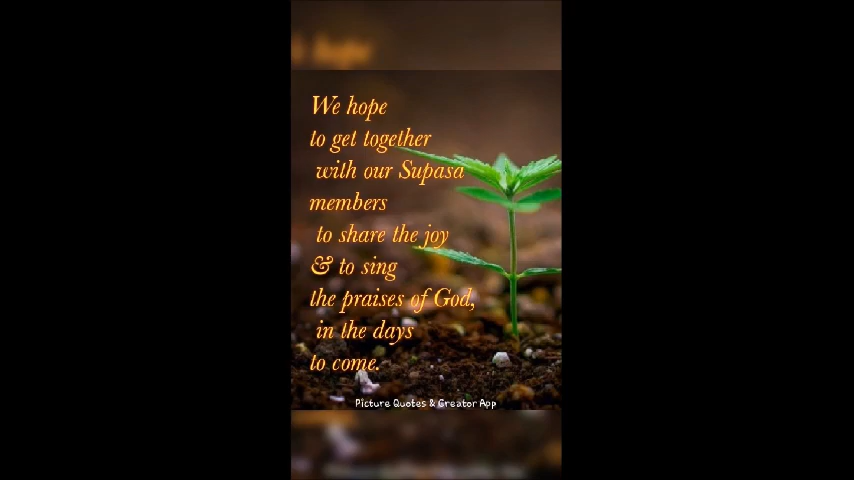 We hope
to get together
with our Supasa
members
to share the joy
& to sing
the praises of God,
in the days
to come.
Picture Quotes & Creator App